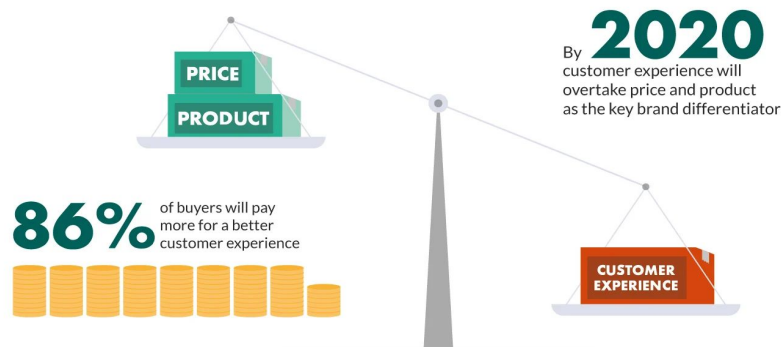 PRICE
PRODUCT
By 2020
customer experience will
overtake price and product
as the key brand differentiator
86%
of buyers will pay
more for a better
customer experience
CUSTOMER
EXPERIENCE